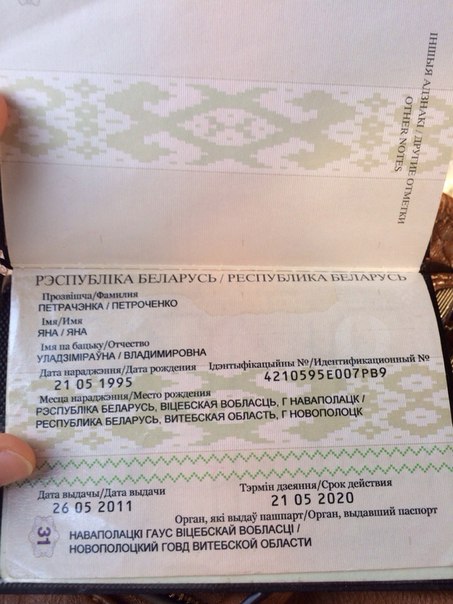 ІНШЫЯ АДЗНАКІ / ДРУГИЕ ОТМЕТКИ
OTHER NOTES
РЭСПУБЛІКА БЕЛАРУСЬ / РЕСПУБЛИКА БЕЛАРУСЬ
Прозвішча/Фамилия
ПЕТРАЧЭНКА / ПЕТРОЧЕНКО
Імя/Имя
ЯНА / ЯНА
Імя па бацьку/Отчество
УЛАДЗІМІРАЎНА / ВЛАДИМИРОВНА
Дата нараджэння/Дата рождения Ідэнтыфікацыйны №/Идентификационный №
21 05 1995 4210595E007PB9
Месца нараджэння/Место рождения
РЭСПУБЛІКА БЕЛАРУСЬ, ВІЦЕБСКАЯ ВОБЛАСЦЬ, Г НАВАПОЛАЦК /
РЕСПУБЛИКА БЕЛАРУСЬ, ВИТЕБСКАЯ ОБЛАСТЬ, Г НОВОПОЛОЦК
Дата выдачы/Дата выдачи Тэрмін дзеяння/Срок действия
26 05 2011 21 05 2020
Орган, які выдаў пашпарт/Орган, выдавший паспорт
31 НАВАПОЛАЦКІ ГАУС ВІЦЕБСКАЙ ВОБЛАСЦІ /
НОВОПОЛОЦКИЙ ГОВД ВИТЕБСКОЙ ОБЛАСТИ